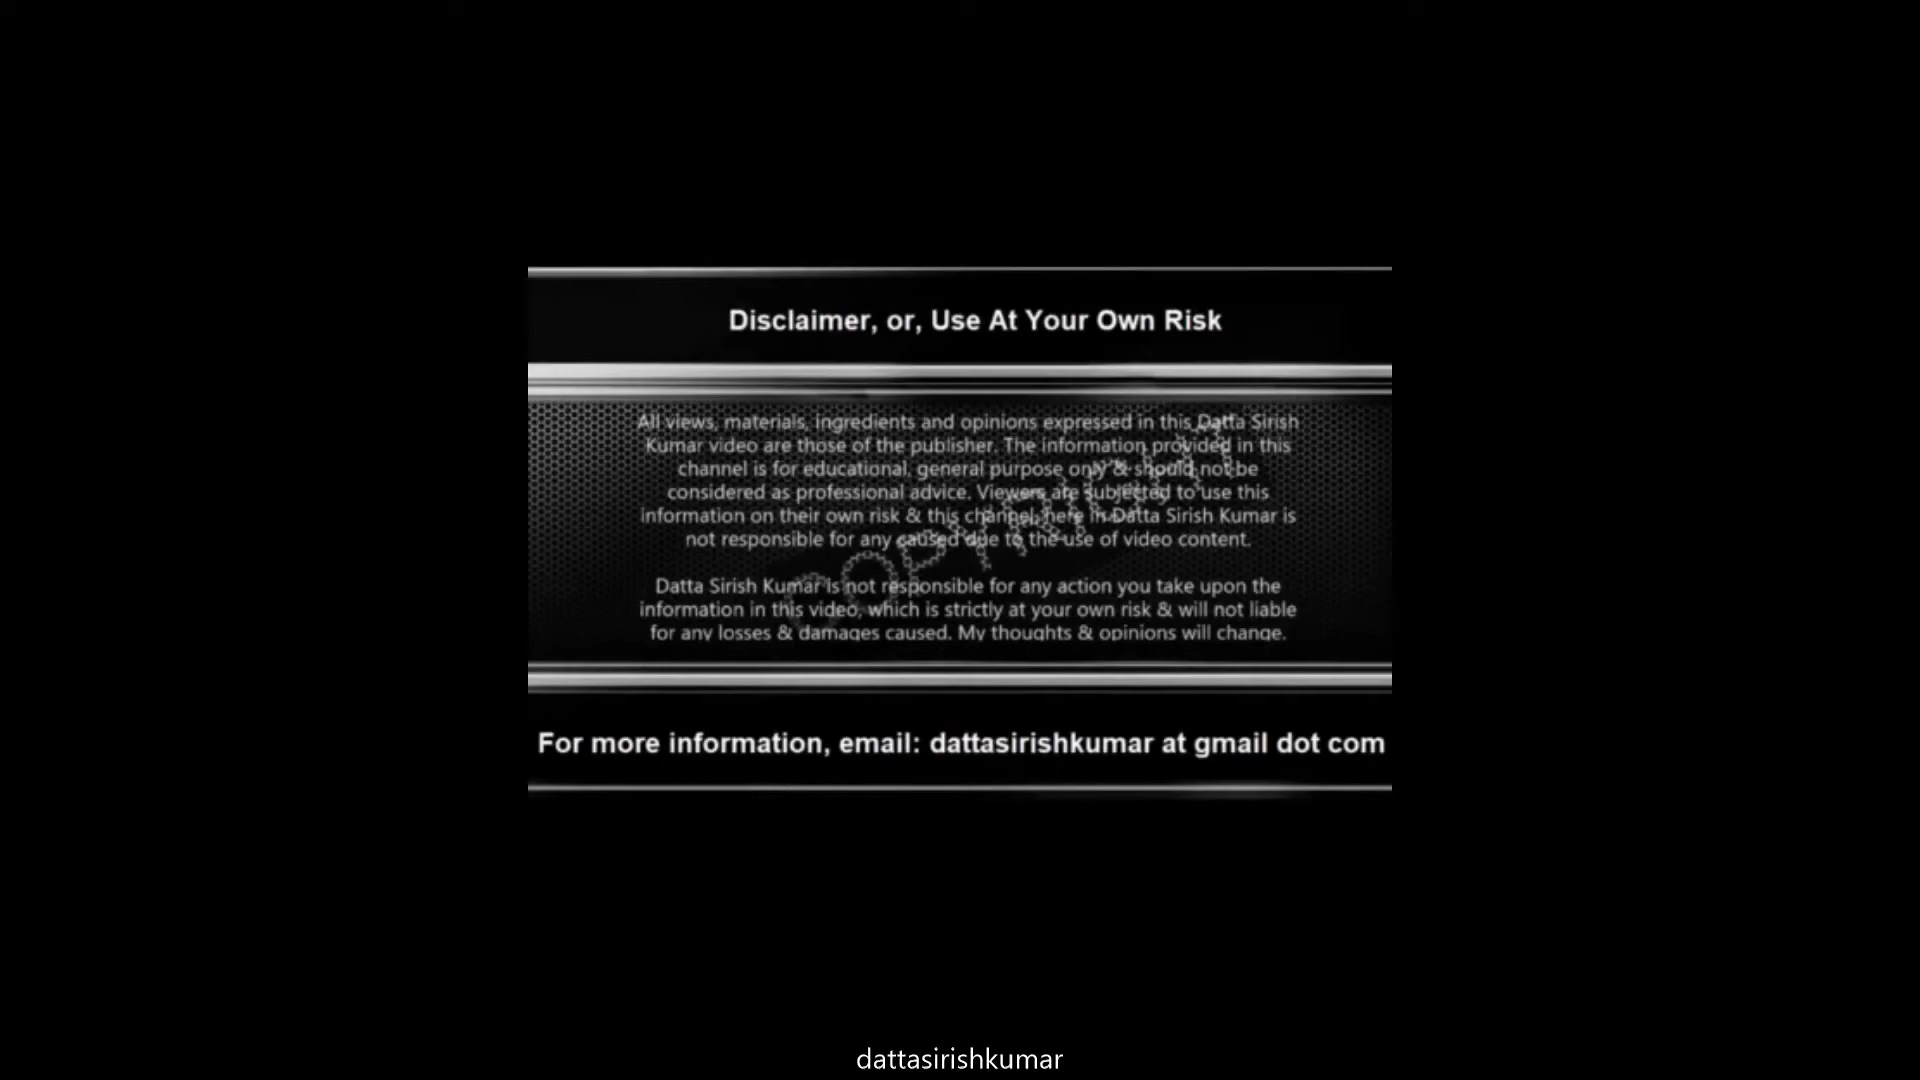 Disclaimer, or, Use At Your Own Risk
All views, materials, ingredients and opinions expressed in this Datta Sirish
Kumar video are those of the publisher. The information provided in this
channel is for educational, general purpose only & should not be
considered as professional advice. Viewers are subjected to use this
information on their own risk & this channel, here in Datta Sirish Kumar is
not responsible for any caused due to the use of video content.
Datta Sirish Kumar is not responsible for any action you take upon the
information in this video, which is strictly at your own risk & will not liable
for any losses & damages caused. My thoughts & opinions will change.
COPYRIGHT
For more information, email: dattasirishkumar at gmail dot com
dattasirishkumar